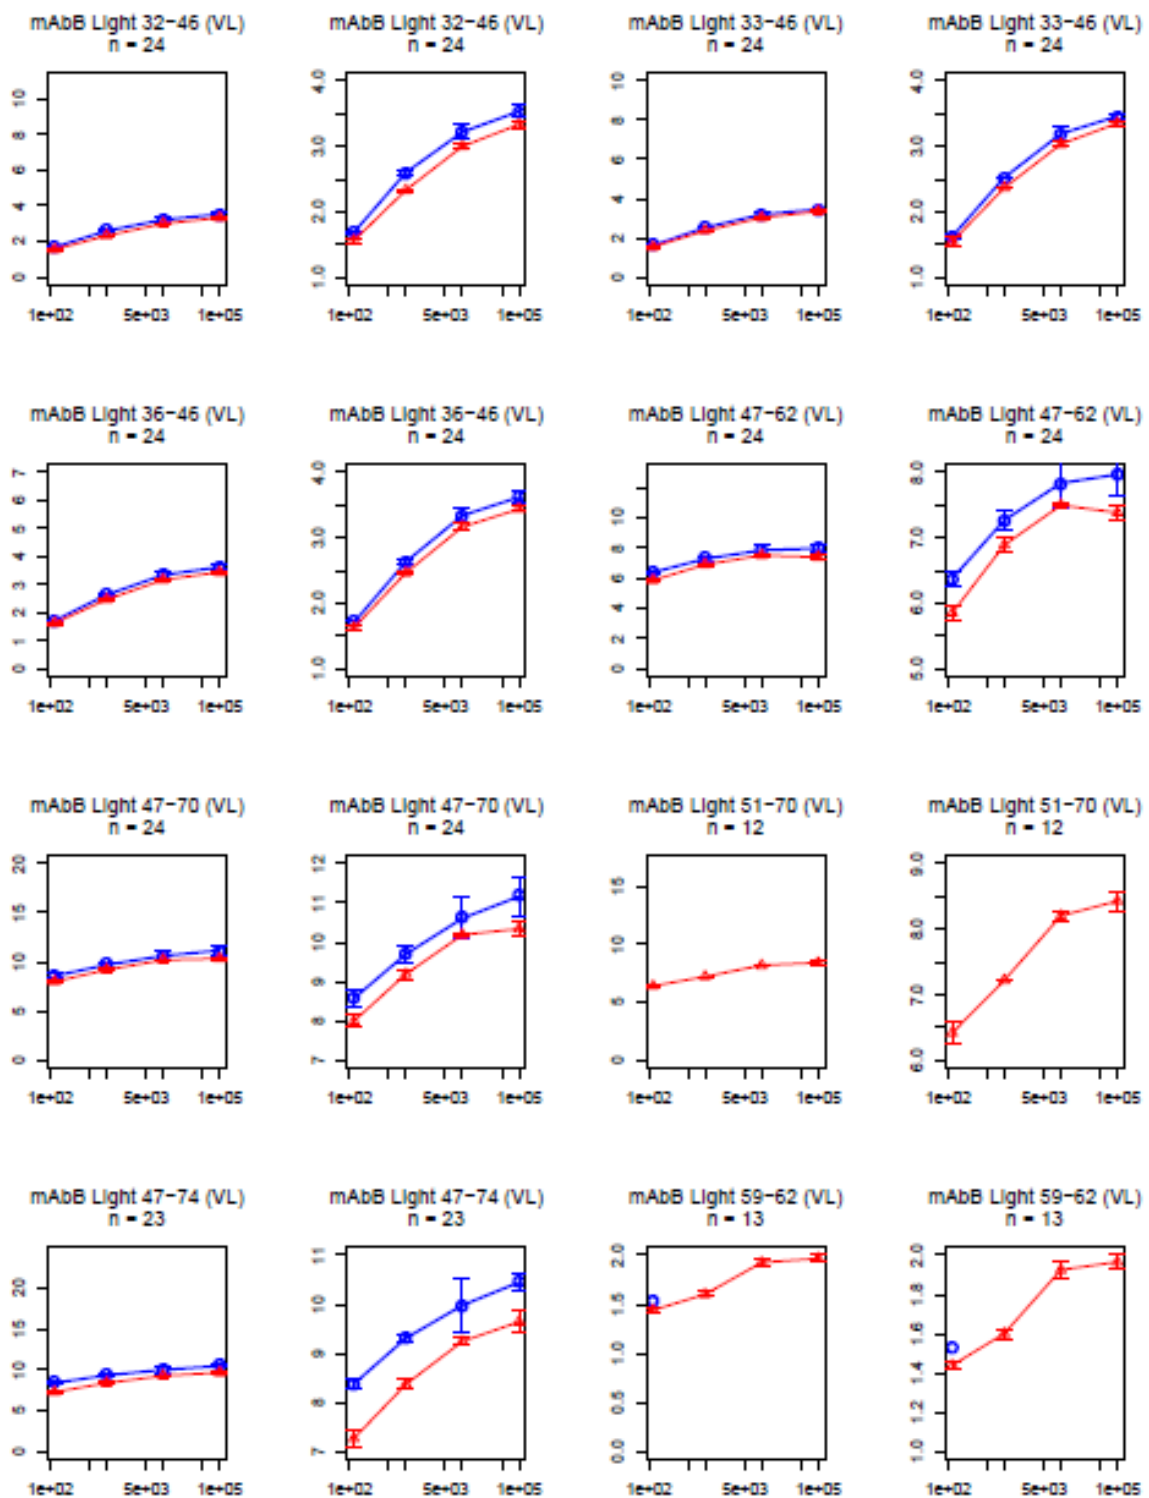 mAbB Light 32−46 (VL)
n = 24
mAbB Light 32−46 (VL)
n = 24
mAbB Light 33−46 (VL)
n = 24
mAbB Light 33−46 (VL)
n = 24
0 2 4 6 8 10
1.0 2.0 3.0 4.0
0 2 4 6 8 10
1.0 2.0 3.0 4.0
1e+02 5e+03 1e+05
1e+02 5e+03 1e+05
1e+02 5e+03 1e+05
1e+02 5e+03 1e+05
mAbB Light 36−46 (VL)
n = 24
mAbB Light 36−46 (VL)
n = 24
mAbB Light 47−62 (VL)
n = 24
mAbB Light 47−62 (VL)
n = 24
0 1 2 3 4 5 6 7
1.0 2.0 3.0 4.0
0 2 4 6 8 10
5.0 6.0 7.0 8.0
1e+02 5e+03 1e+05
1e+02 5e+03 1e+05
1e+02 5e+03 1e+05
1e+02 5e+03 1e+05
mAbB Light 47−70 (VL)
n = 24
mAbB Light 47−70 (VL)
n = 24
mAbB Light 51−70 (VL)
n = 12
mAbB Light 51−70 (VL)
n = 12
0 5 10 15 20
7 8 9 10 11 12
0 5 10 15
6.0 7.0 8.0 9.0
1e+02 5e+03 1e+05
1e+02 5e+03 1e+05
1e+02 5e+03 1e+05
1e+02 5e+03 1e+05
mAbB Light 47−74 (VL)
n = 23
mAbB Light 47−74 (VL)
n = 23
mAbB Light 59−62 (VL)
n = 13
mAbB Light 59−62 (VL)
n = 13
0 5 10 15 20
7 8 9 10 11
0.0 0.5 1.0 1.5 2.0
1.0 1.2 1.4 1.6 1.8 2.0
1e+02 5e+03 1e+05
1e+02 5e+03 1e+05
1e+02 5e+03 1e+05
1e+02 5e+03 1e+05